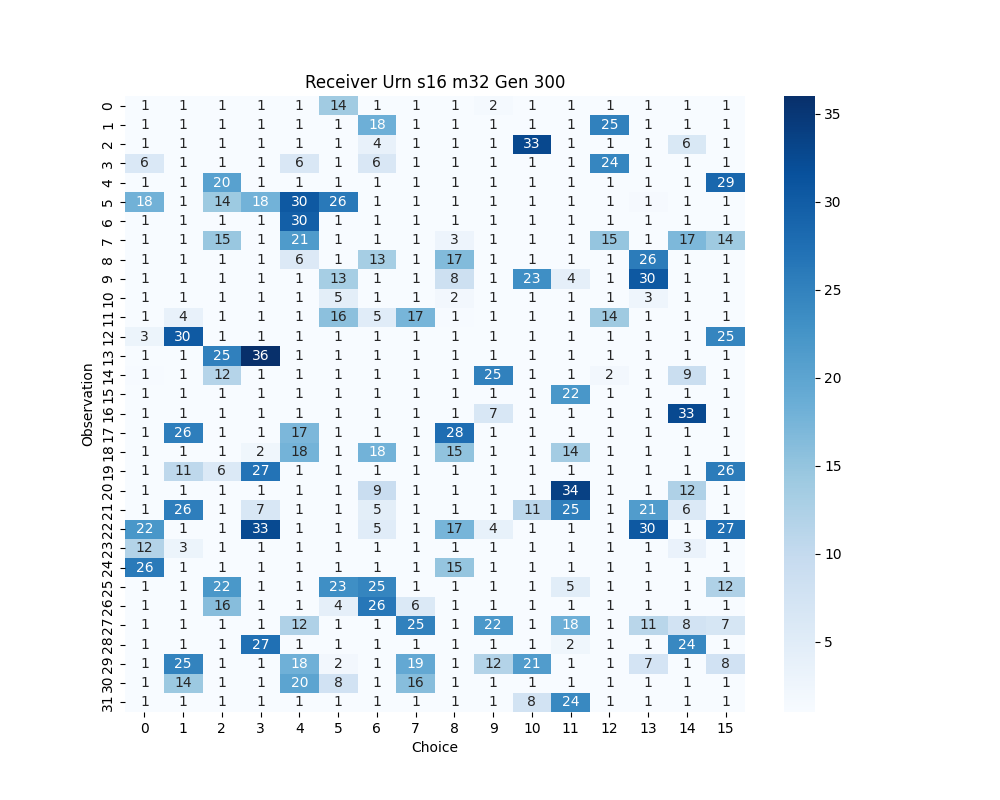 Receiver Urn s16 m32 Gen 300
Observation
0 1 1 1 1 1 14 1 1 1 2 1 1 1 1 1 1
1 1 1 1 1 1 1 18 1 1 1 1 1 25 1 1 1
2 1 1 1 1 1 1 4 1 1 1 33 1 1 1 6 1
3 6 1 1 1 6 1 6 1 1 1 1 1 24 1 1 1
4 1 1 20 1 1 1 1 1 1 1 1 1 1 1 1 29
5 18 1 14 18 30 26 1 1 1 1 1 1 1 1 1 1
6 1 1 1 1 30 1 1 1 1 1 1 1 1 1 1 1
7 1 1 15 1 21 1 1 1 3 1 1 1 15 1 17 14
8 1 1 1 1 6 1 13 1 17 1 1 1 1 26 1 1
9 1 1 1 1 1 13 1 1 8 1 23 4 1 30 1 1
10 1 1 1 1 1 5 1 1 2 1 1 1 1 3 1 1
11 1 4 1 1 1 16 5 17 1 1 1 1 14 1 1 1
12 3 30 1 1 1 1 1 1 1 1 1 1 1 1 1 25
13 1 1 25 36 1 1 1 1 1 1 1 1 1 1 1 1
14 1 1 12 1 1 1 1 1 1 25 1 1 2 1 9 1
15 1 1 1 1 1 1 1 1 1 1 1 22 1 1 1 1
16 1 1 1 1 1 1 1 1 1 7 1 1 1 1 33 1
17 1 26 1 1 17 1 1 1 28 1 1 1 1 1 1 1
18 1 1 1 2 18 1 18 1 15 1 1 14 1 1 1 1
19 1 11 6 27 1 1 1 1 1 1 1 1 1 1 1 26
20 1 1 1 1 1 1 9 1 1 1 1 34 1 1 12 1
21 1 26 1 7 1 1 5 1 1 1 11 25 1 21 6 1
22 22 1 1 33 1 1 5 1 17 4 1 1 1 30 1 27
23 12 3 1 1 1 1 1 1 1 1 1 1 1 1 3 1
24 26 1 1 1 1 1 1 1 15 1 1 1 1 1 1 1
25 1 1 22 1 1 23 25 1 1 1 1 5 1 1 1 12
26 1 1 16 1 1 4 26 6 1 1 1 1 1 1 1 1
27 1 1 1 1 12 1 1 25 1 22 1 18 1 11 8 7
28 1 1 1 27 1 1 1 1 1 1 1 2 1 1 24 1
29 1 25 1 1 18 2 1 19 1 12 21 1 1 7 1 8
30 1 14 1 1 20 8 1 16 1 1 1 1 1 1 1 1
31 1 1 1 1 1 1 1 1 1 1 8 24 1 1 1 1
0 1 2 3 4 5 6 7 8 9 10 11 12 13 14 15
Choice
35
30
25
20
15
10
5